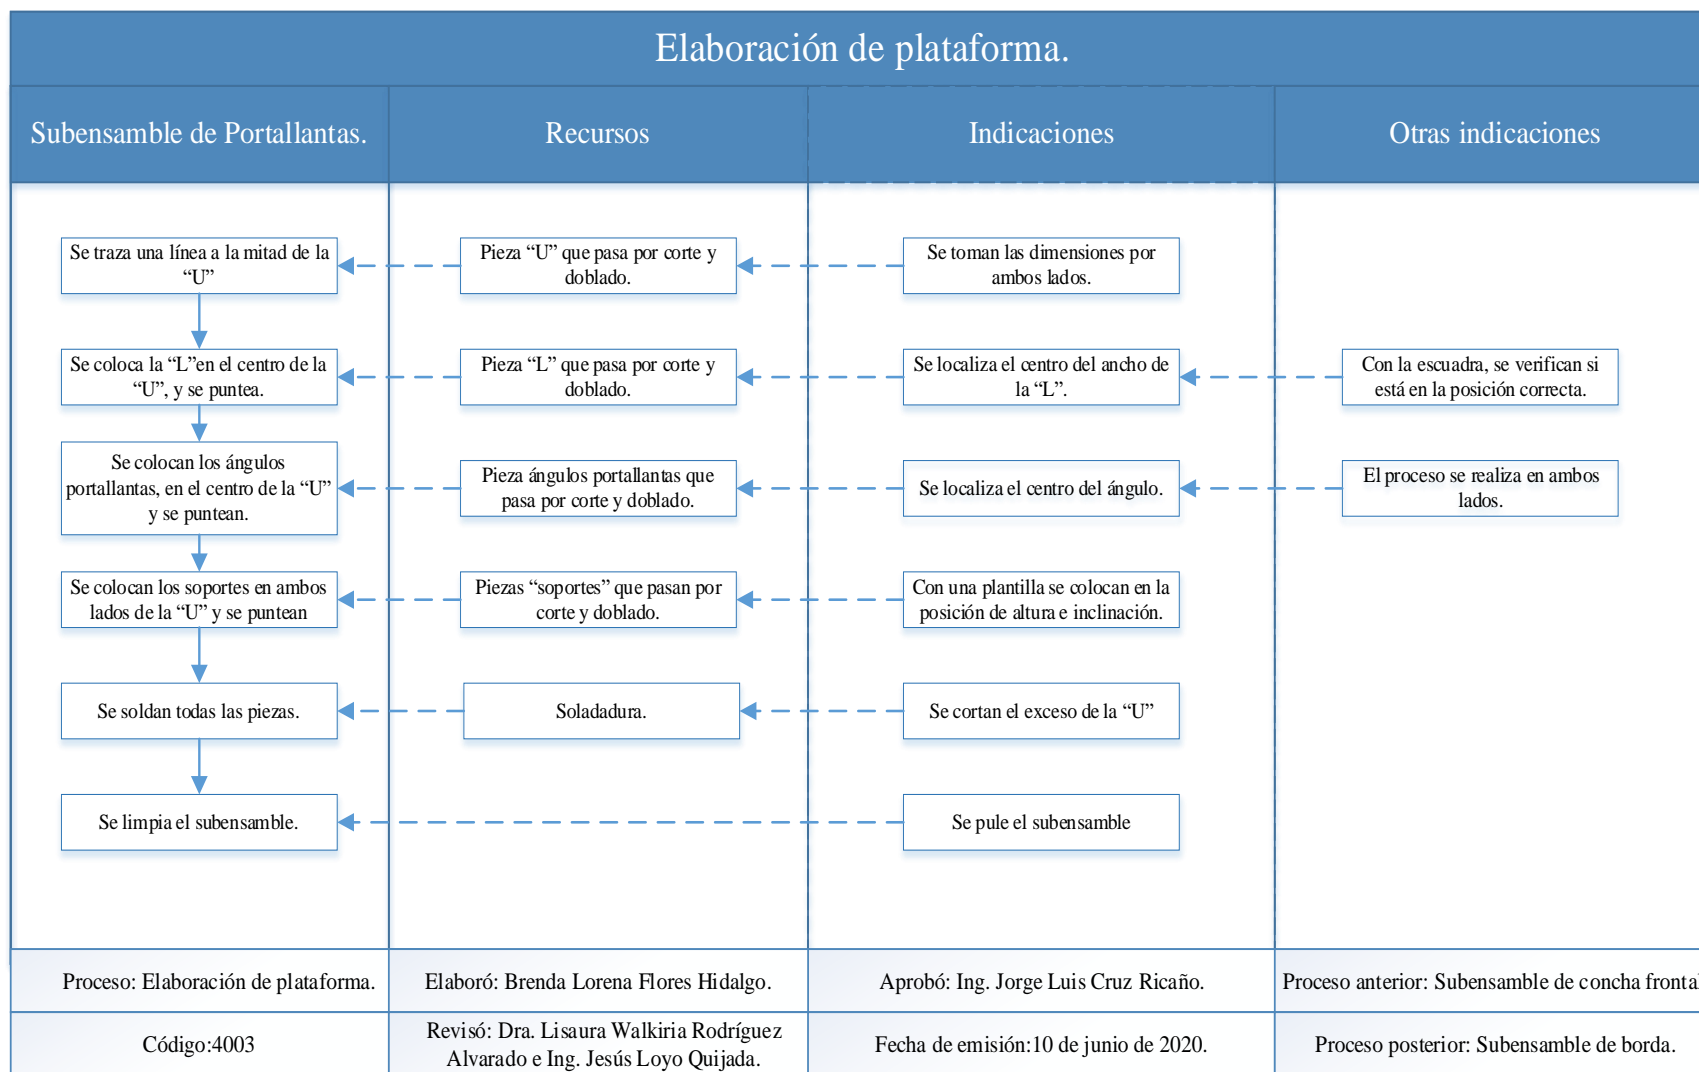 Elaboración de plataforma.
Subensamble de Portallantas.
Recursos
Indicaciones
Otras indicaciones
Se traza una línea a la mitad de la
“U”
Pieza “U” que pasa por corte y
doblado.
Se toman las dimensiones por
ambos lados.
Se coloca la “L”en el centro de la
“U”, y se puntea.
Pieza “L” que pasa por corte y
doblado.
Se localiza el centro del ancho de
la “L”.
Con la escuadra, se verifican si
está en la posición correcta.
Se colocan los ángulos
portallantas, en el centro de la “U”
y se puntean.
Pieza ángulos portallantas que
pasa por corte y doblado.
Se localiza el centro del ángulo.
El proceso se realiza en ambos
lados.
Se colocan los soportes en ambos
lados de la “U” y se puntean
Piezas “soportes” que pasan por
corte y doblado.
Con una plantilla se colocan en la
posición de altura e inclinación.
Se soldan todas las piezas.
Soladadura.
Se cortan el exceso de la “U”
Se limpia el subensamble.
Se pule el subensamble
Proceso: Elaboración de plataforma.
Elaboró: Brenda Lorena Flores Hidalgo.
Aprobó: Ing. Jorge Luis Cruz Ricaño.
Proceso anterior: Subensamble de concha frontal
Código:4003
Revisó: Dra. Lisaura Walkiria Rodríguez
Alvarado e Ing. Jesús Loyo Quijada.
Fecha de emisión:10 de junio de 2020.
Proceso posterior: Subensamble de borda.